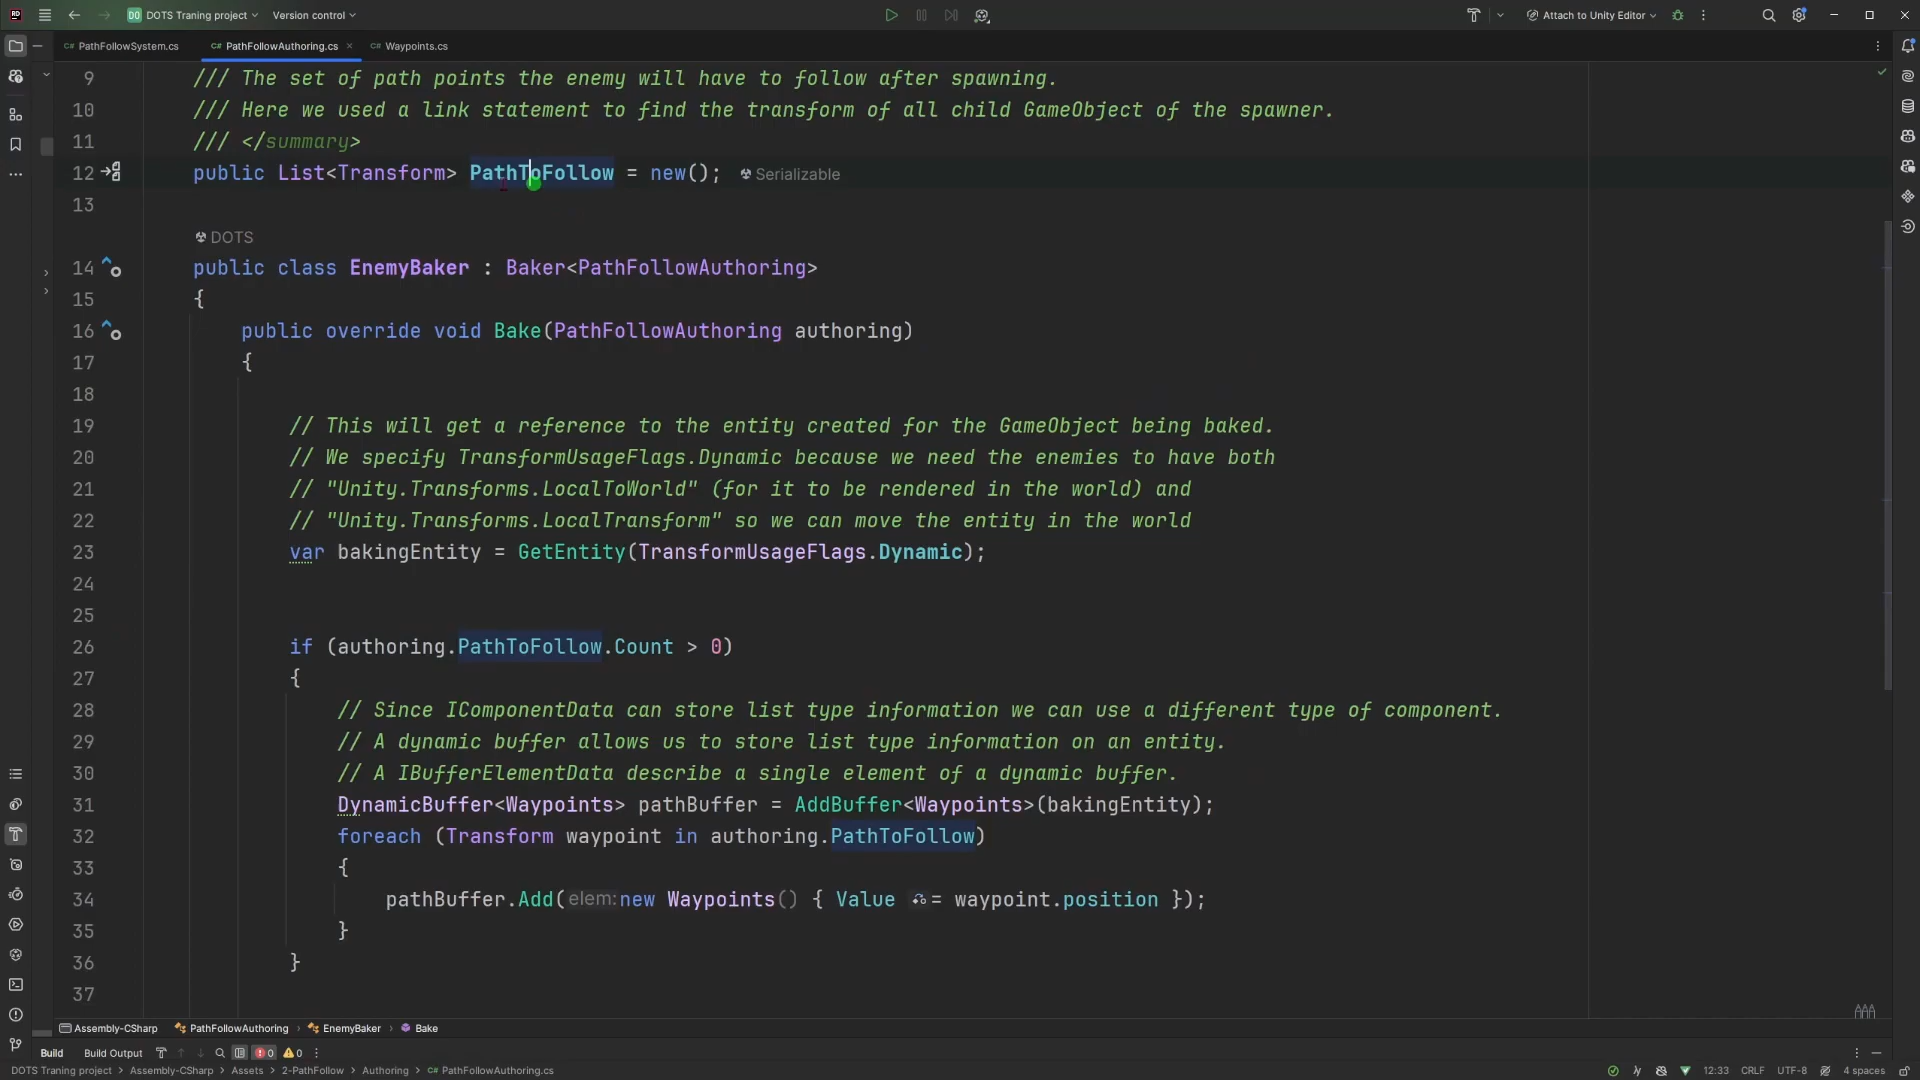 RD DO DOTS Traning project Version control Attach to Unity Editor
C# PathFollowSystem.cs C# PathFollowAuthoring.cs C# Waypoints.cs
9 /// The set of path points the enemy will have to follow after spawning.
10 /// Here we used a link statement to find the transform of all child GameObject of the spawner.
11 /// </summary>
12 public List<Transform> PathToFollow = new(); Serializable
13
DOTS
14 public class EnemyBaker : Baker<PathFollowAuthoring>
15 {
16 public override void Bake(PathFollowAuthoring authoring)
17 {
18
19 // This will get a reference to the entity created for the GameObject being baked.
20 // We specify TransformUsageFlags.Dynamic because we need the enemies to have both
21 // "Unity.Transforms.LocalToWorld" (for it to be rendered in the world) and
22 // "Unity.Transforms.LocalTransform" so we can move the entity in the world
23 var bakingEntity = GetEntity(TransformUsageFlags.Dynamic);
24
25
26 if (authoring.PathToFollow.Count > 0)
27 {
28 // Since IComponentData can store list type information we can use a different type of component.
29 // A dynamic buffer allows us to store list type information on an entity.
30 // A IBufferElementData describe a single element of a dynamic buffer.
31 DynamicBuffer<Waypoints> pathBuffer = AddBuffer<Waypoints>(bakingEntity);
32 foreach (Transform waypoint in authoring.PathToFollow)
33 {
34 pathBuffer.Add(elem:new Waypoints() { Value = waypoint.position });
35 }
36 }
37
Assembly-CSharp PathFollowAuthoring EnemyBaker Bake
Build Build Output 0 0
DOTS Traning project Assembly-CSharp Assets 2-PathFollow Authoring C# PathFollowAuthoring.cs 12:33 CRLF UTF-8 4 spaces